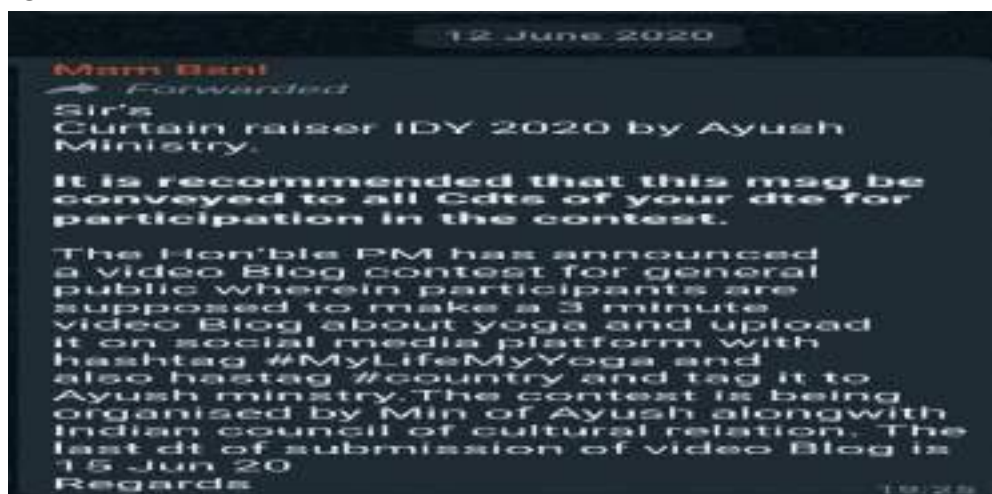 12 June 2020
Mam Bani
Forwarded
Sir's
Curtain raiser IDY 2020 by Ayush
Ministry.
It is recommended that this msg be
conveyed to all Cdts of your dte for
participation in the contest.
The Hon'ble PM has announced
a video Blog contest for general
public wherein participants are
supposed to make a 3 minute
video Blog about yoga and upload
it on social media platform with
hashtag #MyLifeMyYoga and
also hastag #country and tag it to
Ayush minstry.The contest is being
organised by Min of Ayush alongwith
Indian council of cultural relation. The
last dt of submission of video Blog is
15 Jun 20
Regards